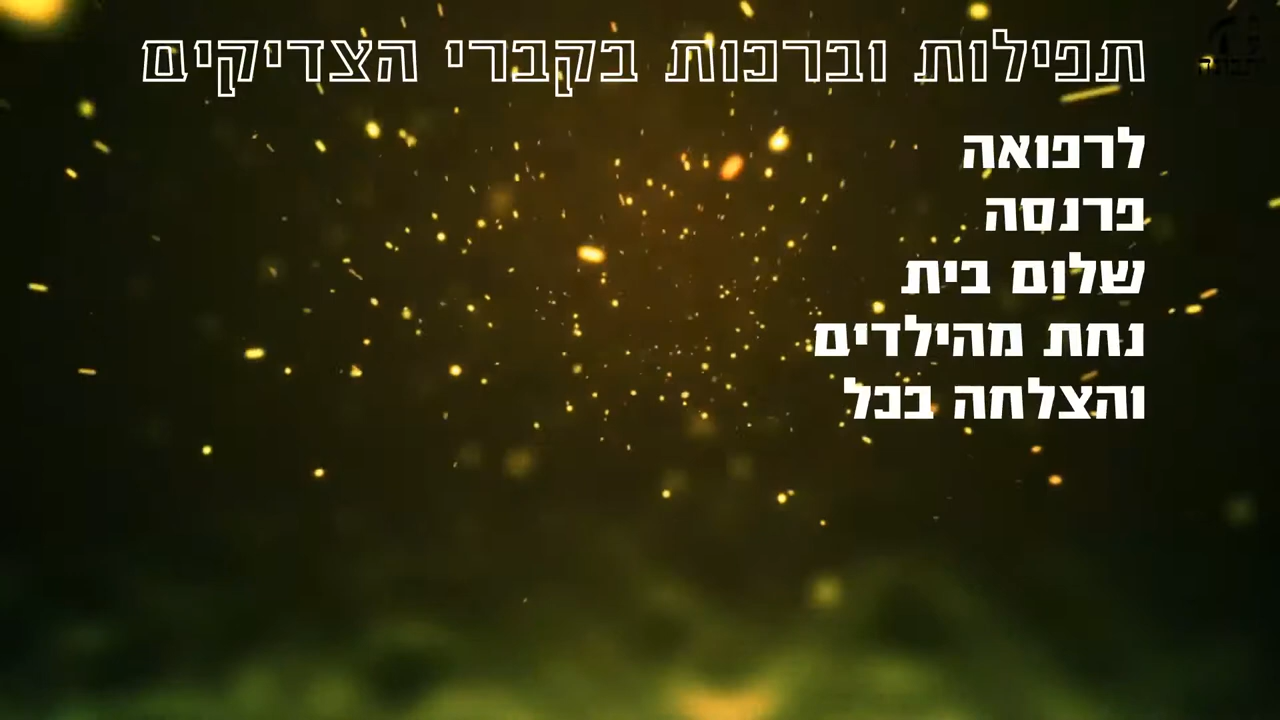 תפילות וברכות בקברי הצדיקים
לרפואה
פרנסה
שלום בית
נחת מהילדים
והצלחה בכל